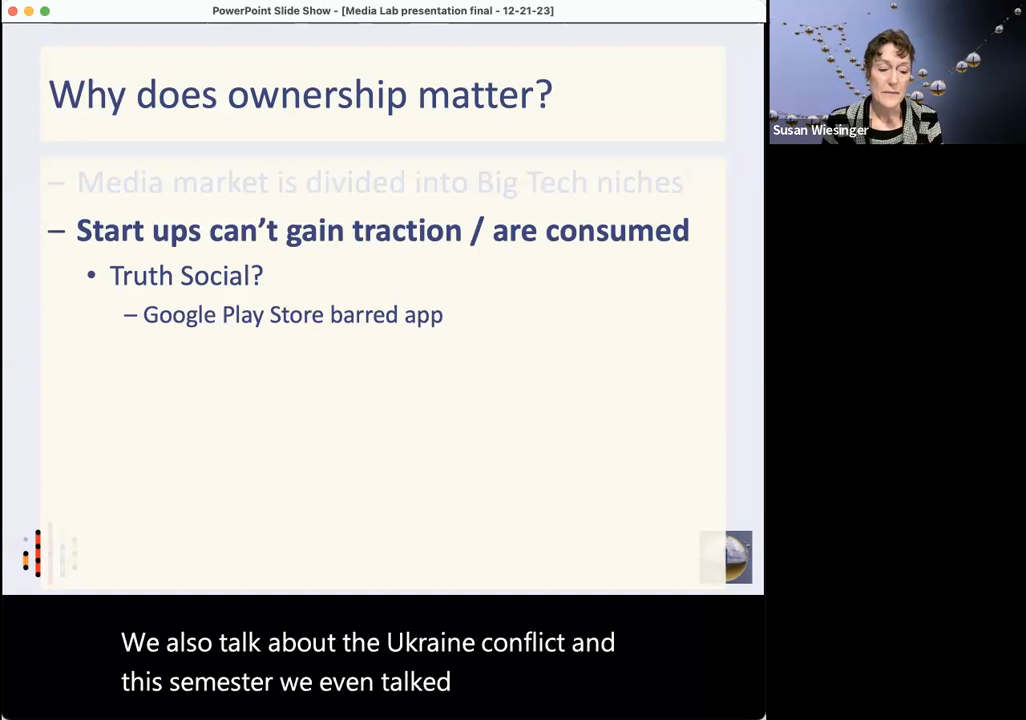 PowerPoint Slide Show - [Media Lab presentation final - 12-21-23]
Why does ownership matter?
– Media market is divided into Big Tech niches
– Start ups can't gain traction / are consumed
• Truth Social?
– Google Play Store barred app
Susan Wiesinger
We also talk about the Ukraine conflict and
this semester we even talked